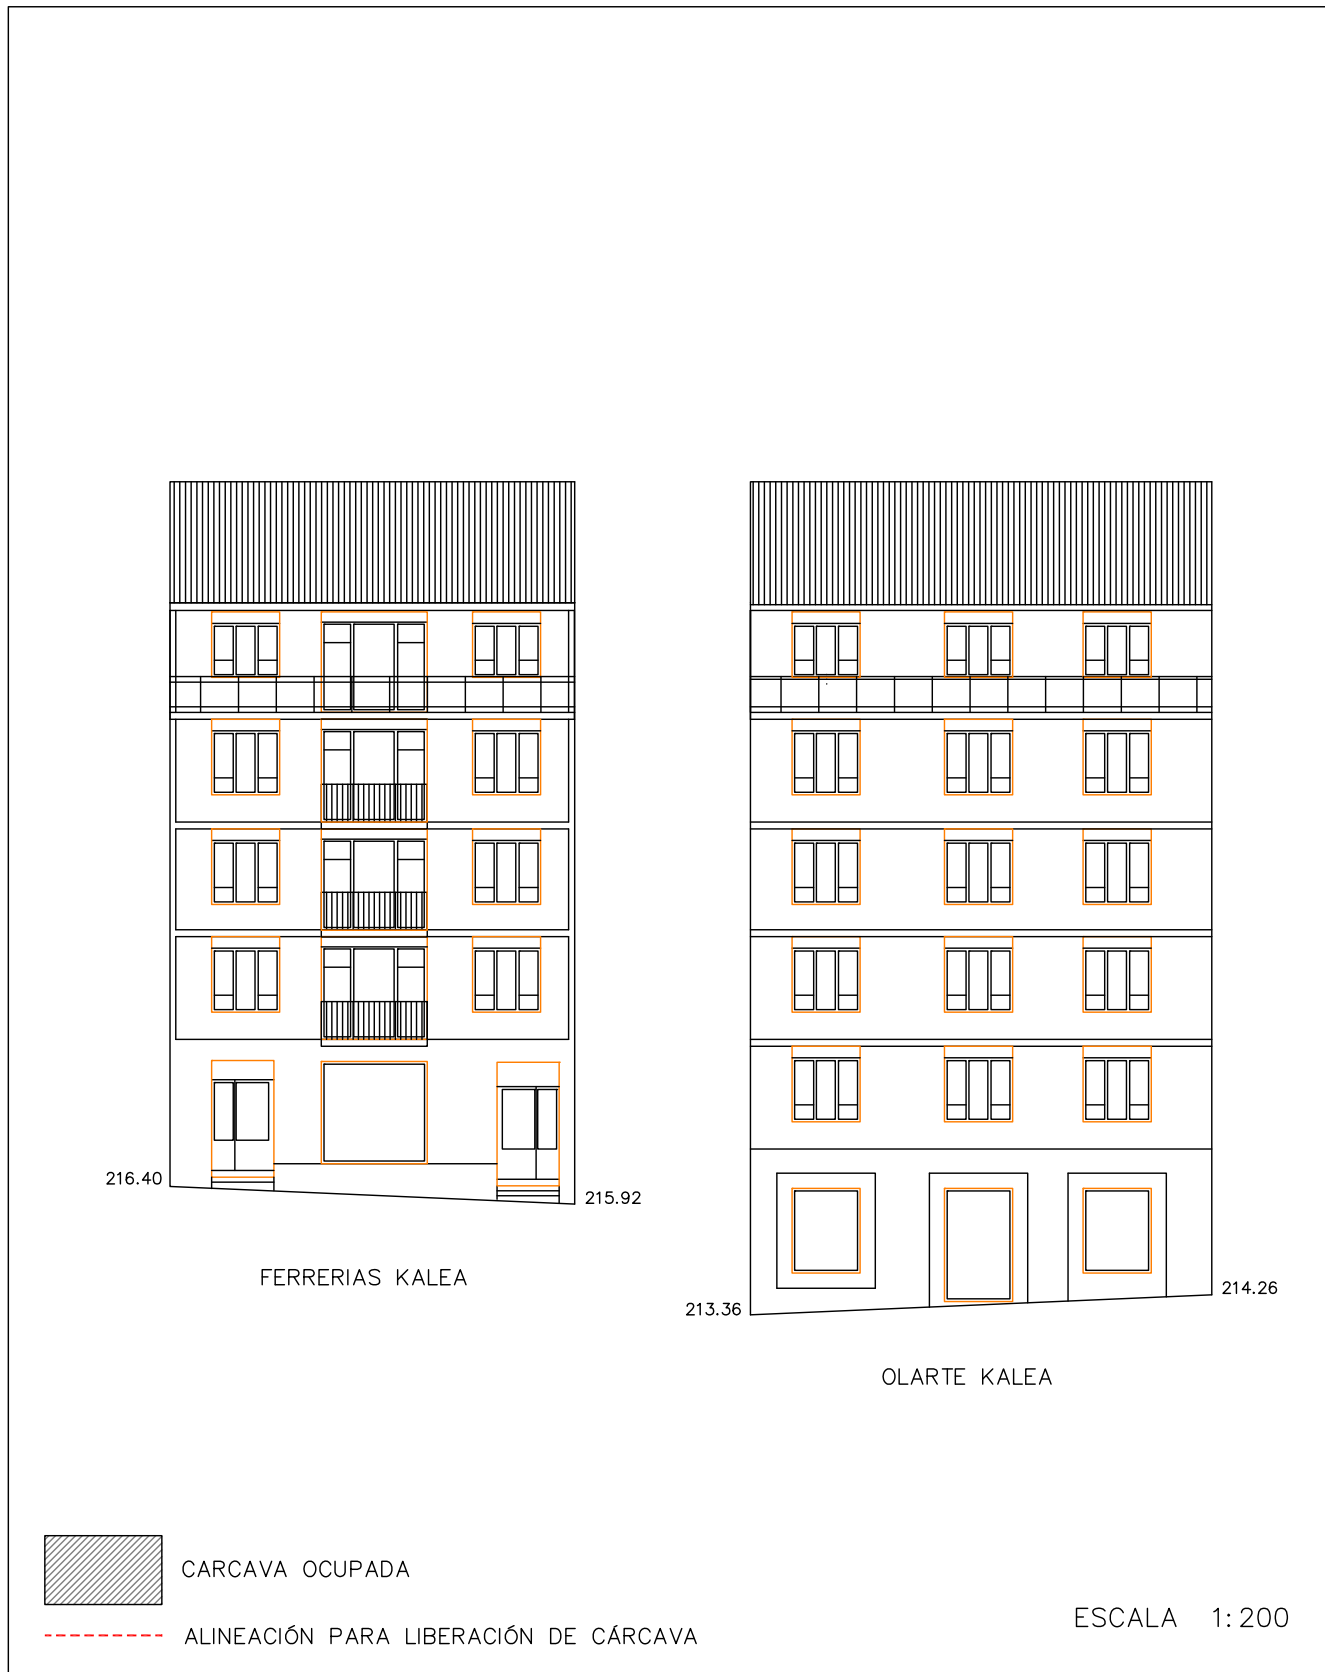 216.40
215.92
FERRERIAS KALEA
213.36
214.26
OLARTE KALEA
CARCAVA OCUPADA
ALINEACIÓN PARA LIBERACIÓN DE CÁRCAVA
ESCALA 1:200